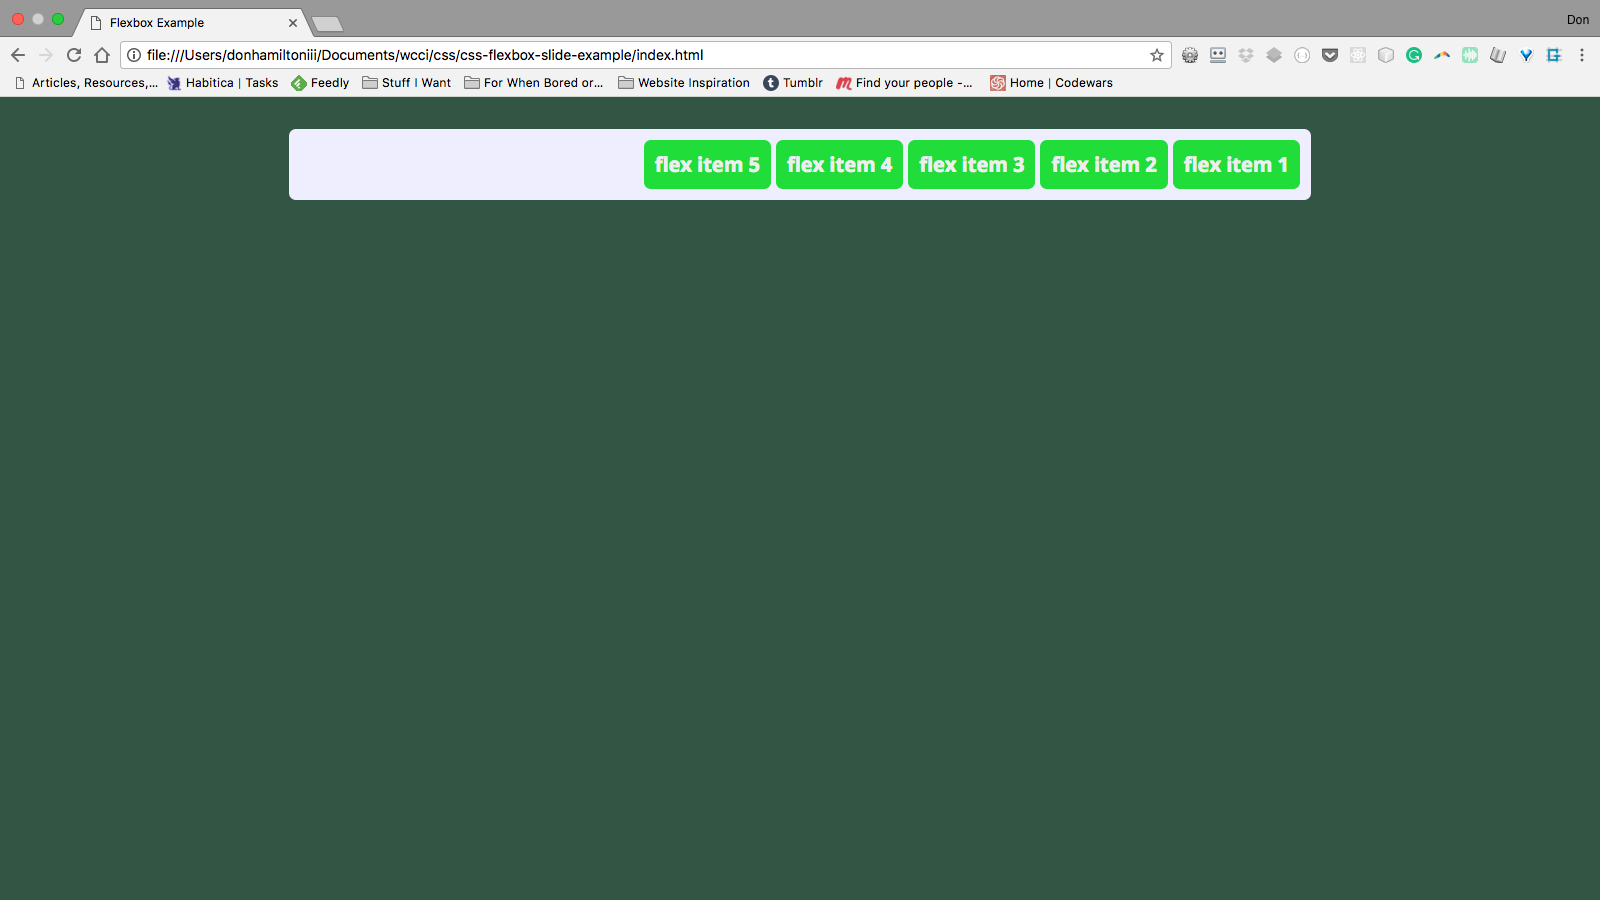 Flexbox Example
Don
file:///Users/donhamiltoniii/Documents/wcci/css/css-flexbox-slide-example/index.html
Articles, Resources,... Habitica | Tasks Feedly Stuff I Want For When Bored or... Website Inspiration Tumblr Find your people -... Home | Codewars
flex item 5 flex item 4 flex item 3 flex item 2 flex item 1